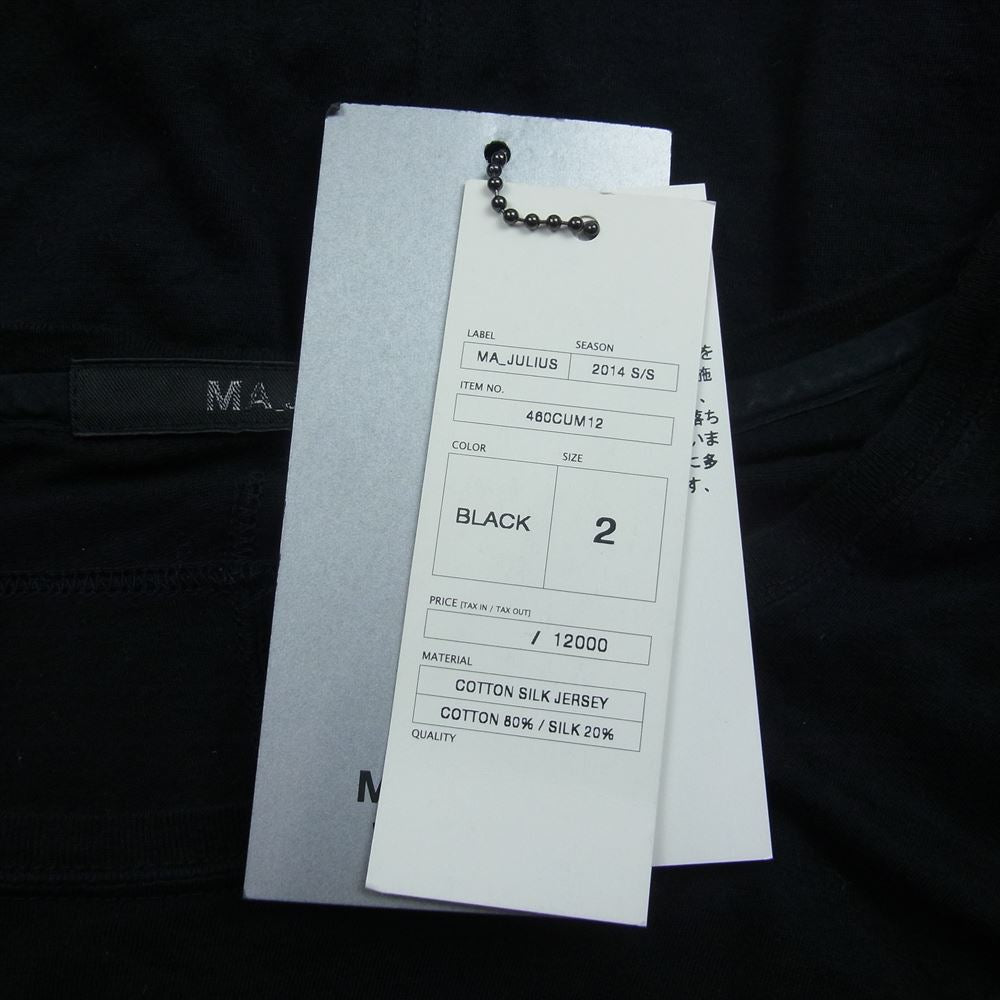 MA_J
LABEL
SEASON
MA_JULIUS
2014 S/S
ITEM NO.
460CUM12
COLOR
SIZE
BLACK
2
PRICE [TAX IN / TAX OUT]
/ 12000
MATERIAL
COTTON SILK JERSEY
COTTON 80% / SILK 20%
QUALITY
を
施
、
落ち
いま
に多
す、
M